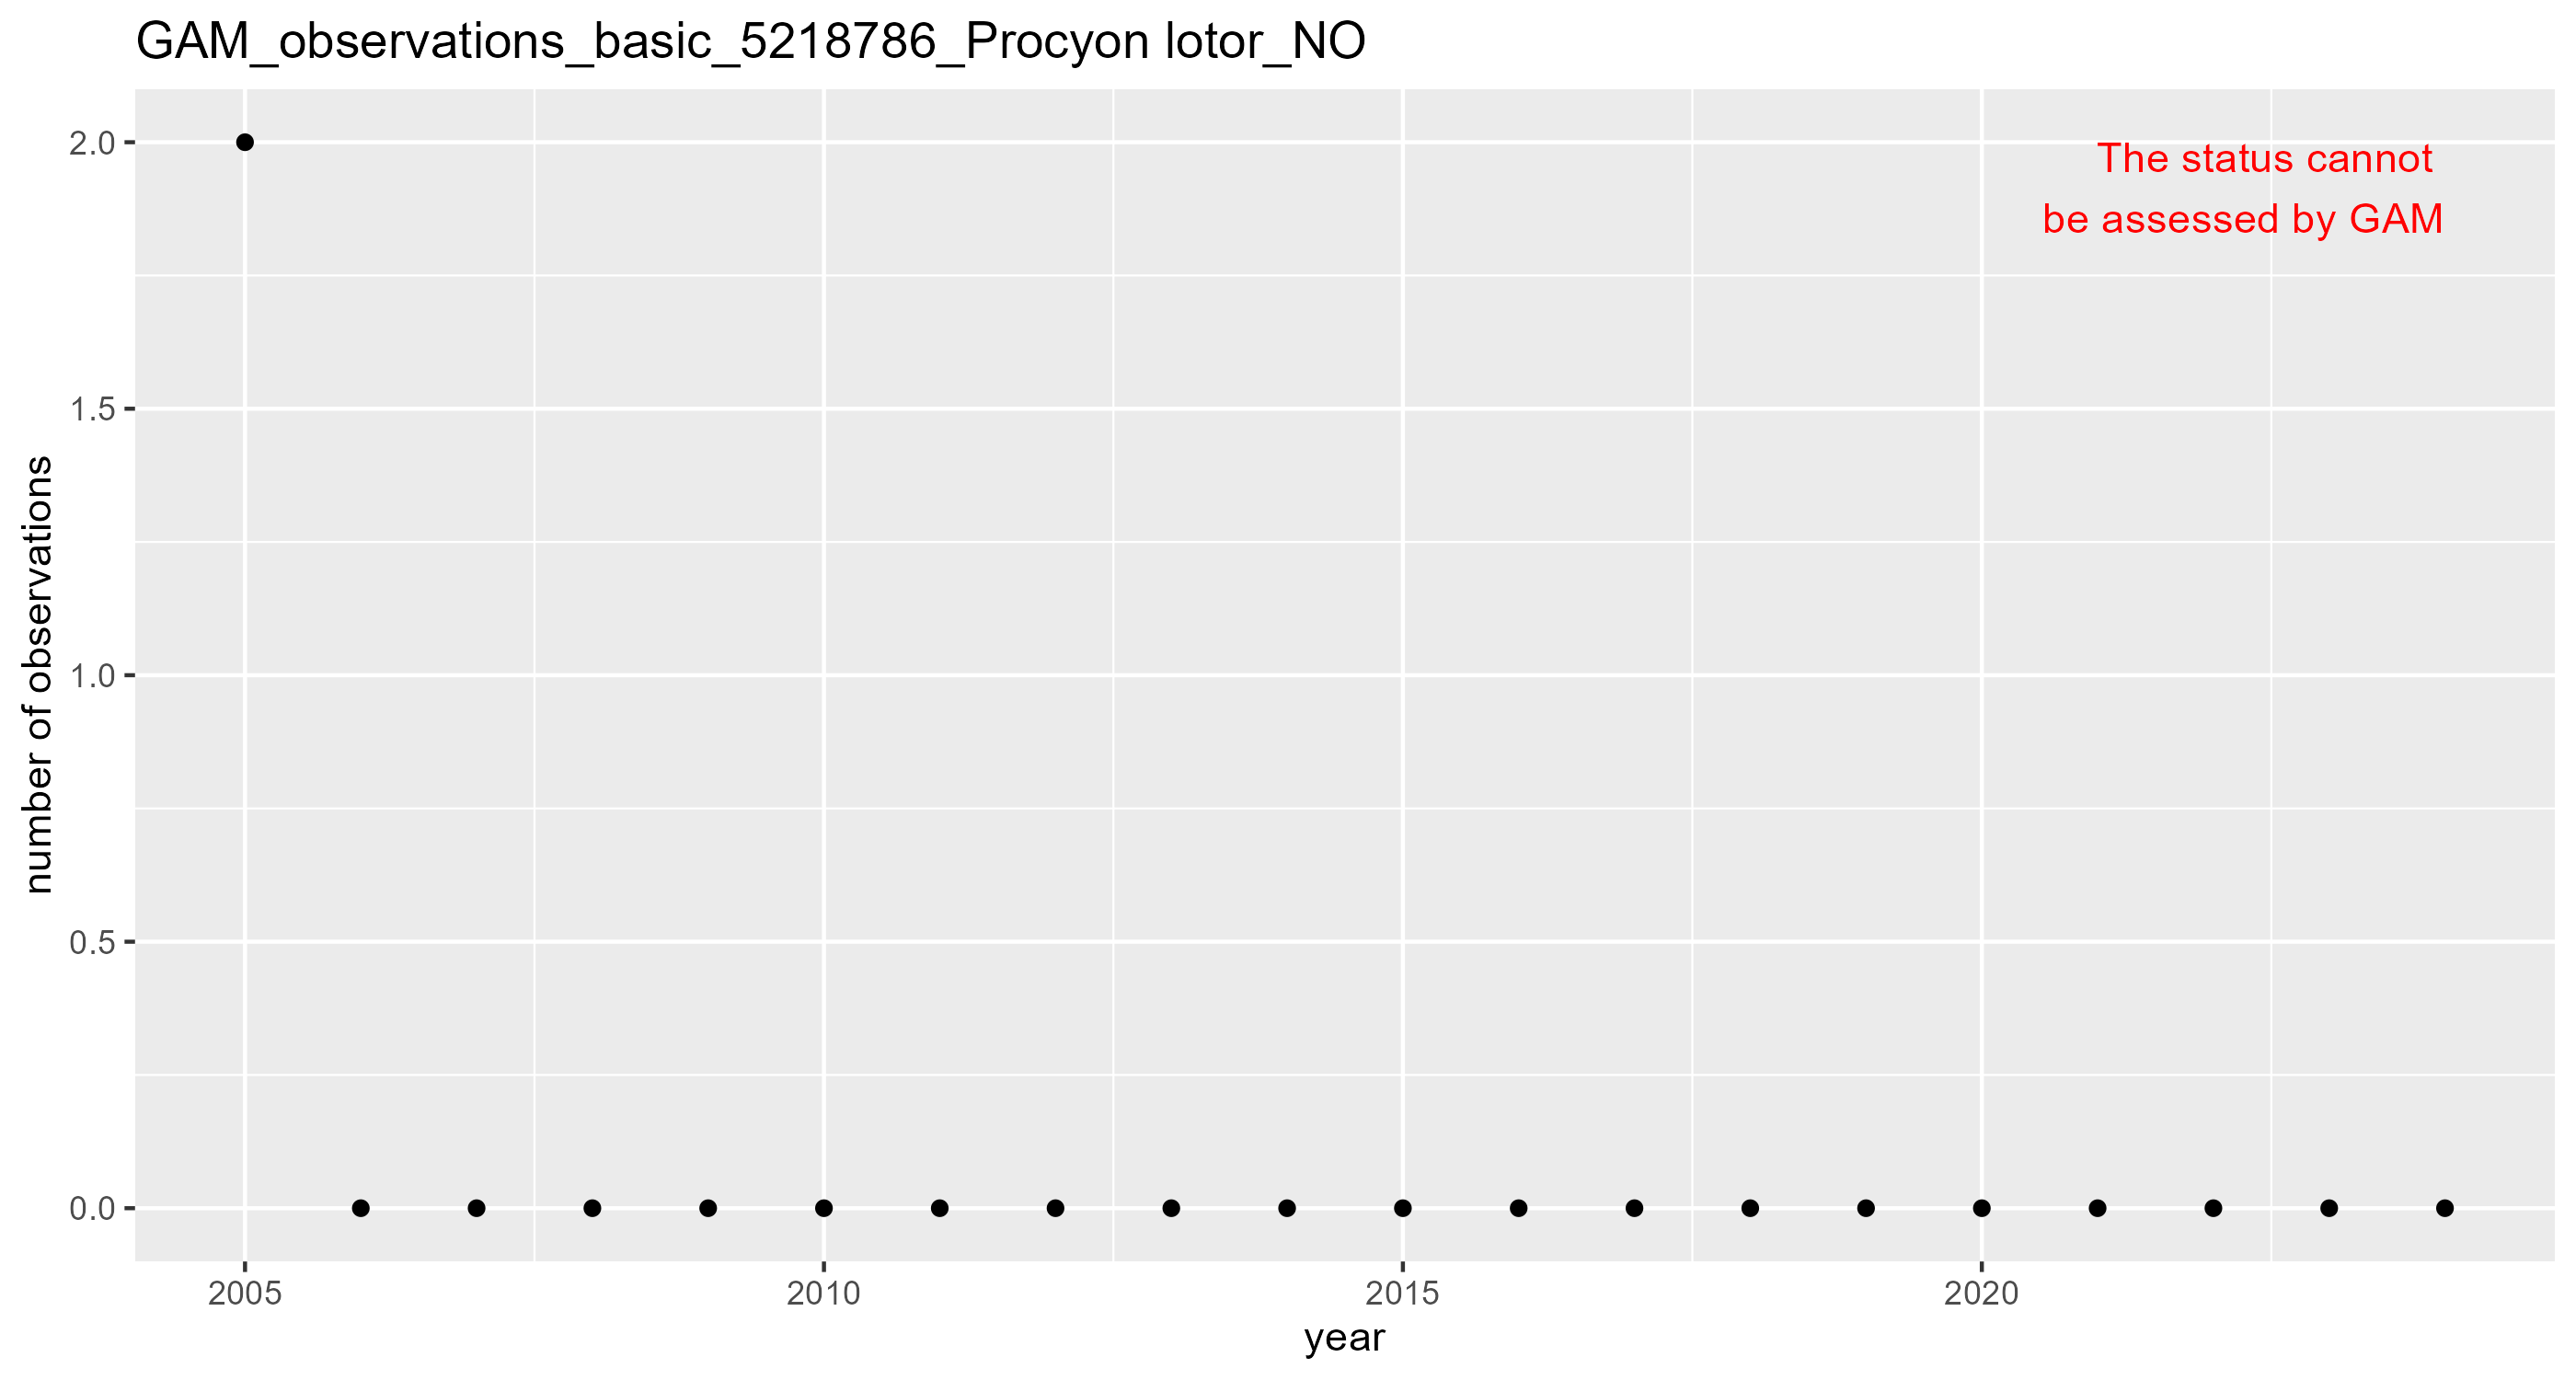 GAM_observations_basic_5218786_Procyon lotor_NO
The status cannot
be assessed by GAM
2.0
1.5
1.0
0.5
0.0
number of observations
2005 2010 2015 2020
year